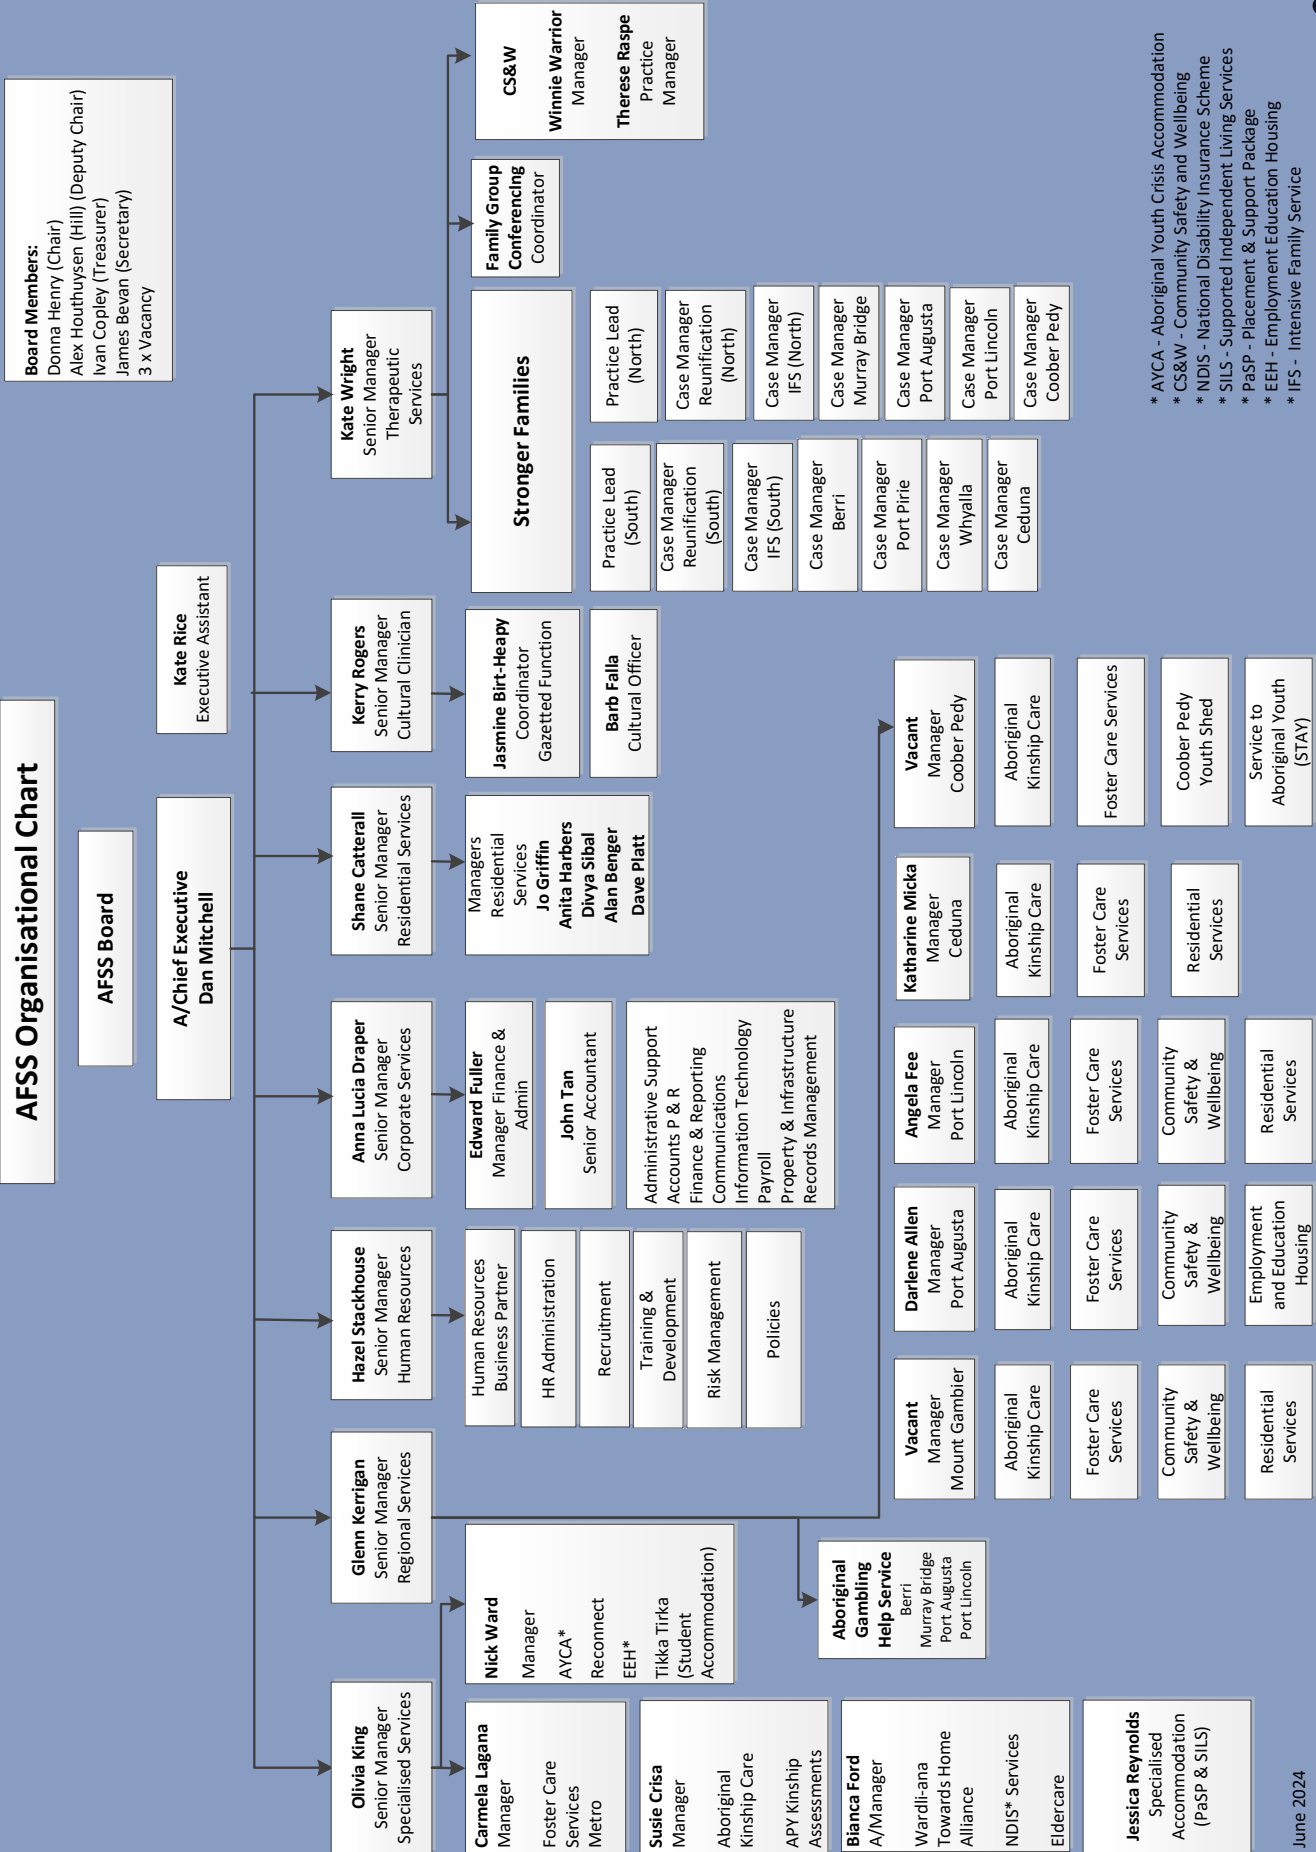 AFSS Organisational Chart
Board Members:
Donna Henry (Chair)
Alex Houthuysen (Hill) (Deputy Chair)
Ivan Copley (Treasurer)
James Bevan (Secretary)
3 x Vacancy
AFSS Board
A/Chief Executive
Dan Mitchell
Kate Rice
Executive Assistant
Olivia King
Senior Manager
Specialised Services
Glenn Kerrigan
Senior Manager
Regional Services
Hazel Stackhouse
Senior Manager
Human Resources
Anna Lucia Draper
Senior Manager
Corporate Services
Shane Catterall
Senior Manager
Residential Services
Kerry Rogers
Senior Manager
Cultural Clinician
Kate Wright
Senior Manager
Therapeutic
Services
Carmela Lagana
Manager
Foster Care
Services
Metro
Susie Crisa
Manager
Aboriginal
Kinship Care
APY Kinship
Assessments
Bianca Ford
A/Manager
Wardli-ana
Towards Home
Alliance
NDIS* Services
Eldercare
Jessica Reynolds
Specialised
Accommodation
(PaSP & SILS)
Nick Ward
Manager
AYCA*
Reconnect
EEH*
Tikka Tirka
(Student
Accommodation)
Aboriginal
Gambling
Help Service
Berri
Murray Bridge
Port Augusta
Port Lincoln
Human Resources
Business Partner
HR Administration
Recruitment
Training &
Development
Risk Management
Policies
Edward Fuller
Manager Finance &
Admin
John Tan
Senior Accountant
Administrative Support
Accounts P & R
Finance & Reporting
Communications
Information Technology
Payroll
Property & Infrastructure
Records Management
Managers
Residential
Services
Jo Griffin
Anita Harbers
Divya Sibal
Alan Benger
Dave Platt
Jasmine Birt-Heapy
Coordinator
Gazetted Function
Barb Falla
Cultural Officer
Stronger Families
Practice Lead
(South)
Case Manager
Reunification
(South)
Case Manager
IFS (South)
Case Manager
Berri
Case Manager
Port Pirie
Case Manager
Whyalla
Case Manager
Ceduna
Practice Lead
(North)
Case Manager
Reunification
(North)
Case Manager
IFS (North)
Case Manager
Murray Bridge
Case Manager
Port Augusta
Case Manager
Port Lincoln
Case Manager
Coober Pedy
Family Group
Conferencing
Coordinator
CS&W
Winnie Warrior
Manager
Therese Raspe
Practice
Manager
Vacant
Manager
Mount Gambier
Aboriginal
Kinship Care
Foster Care
Services
Community
Safety &
Wellbeing
Residential
Services
Darlene Allen
Manager
Port Augusta
Aboriginal
Kinship Care
Foster Care
Services
Community
Safety &
Wellbeing
Employment
and Education
Housing
Angela Fee
Manager
Port Lincoln
Aboriginal
Kinship Care
Foster Care
Services
Community
Safety &
Wellbeing
Residential
Services
Katharine Micka
Manager
Ceduna
Aboriginal
Kinship Care
Foster Care
Services
Residential
Services
Vacant
Manager
Coober Pedy
Aboriginal
Kinship Care
Foster Care Services
Coober Pedy
Youth Shed
Service to
Aboriginal Youth
(STAY)
* AYCA - Aboriginal Youth Crisis Accommodation
* CS&W - Community Safety and Wellbeing
* NDIS - National Disability Insurance Scheme
* SILS - Supported Independent Living Services
* PaSP - Placement & Support Package
* EEH - Employment Education Housing
* IFS - Intensive Family Service
June 2024